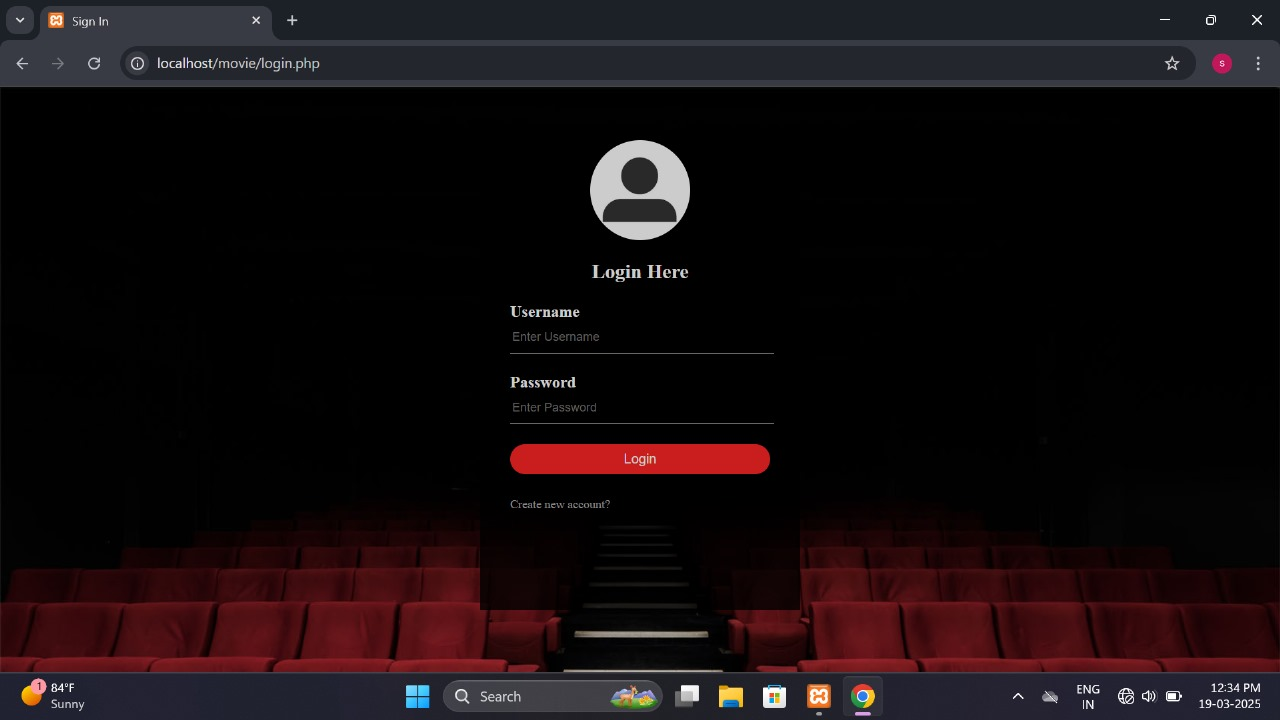 Sign In
localhost/movie/login.php
s
Login Here
Username
Enter Username
Password
Enter Password
Login
Create new account?
1
84°F
Sunny
Search
ENG
IN
12:34 PM
19-03-2025